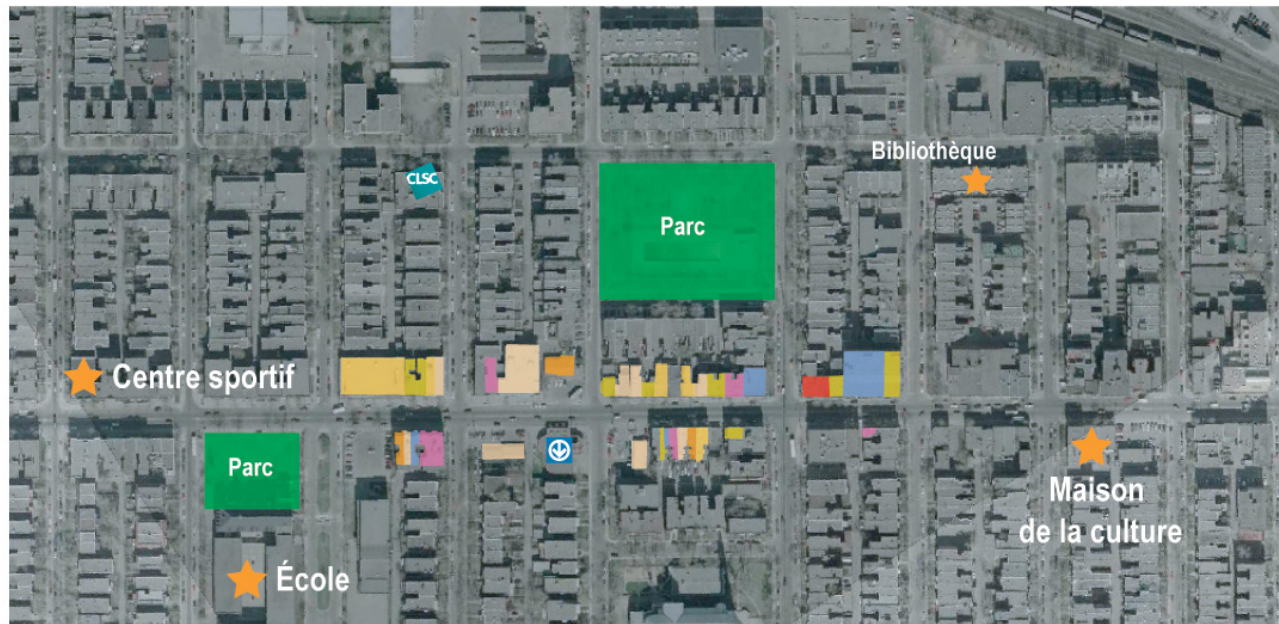 Bibliothèque
CLSC
Parc
Centre sportif
Parc
Maison
de la culture
École